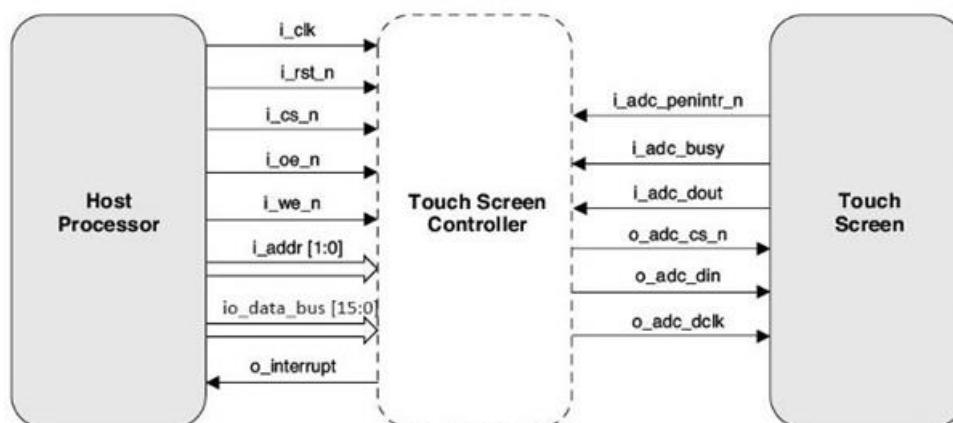 i_clk
i_rst_n
i_cs_n
i_oe_n
i_we_n
i_addr [1:0]
io_data_bus [15:0]
o_interrupt
Host
Processor
Touch Screen
Controller
i_adc_penintr_n
i_adc_busy
i_adc_dout
o_adc_cs_n
o_adc_din
o_adc_dclk
Touch
Screen